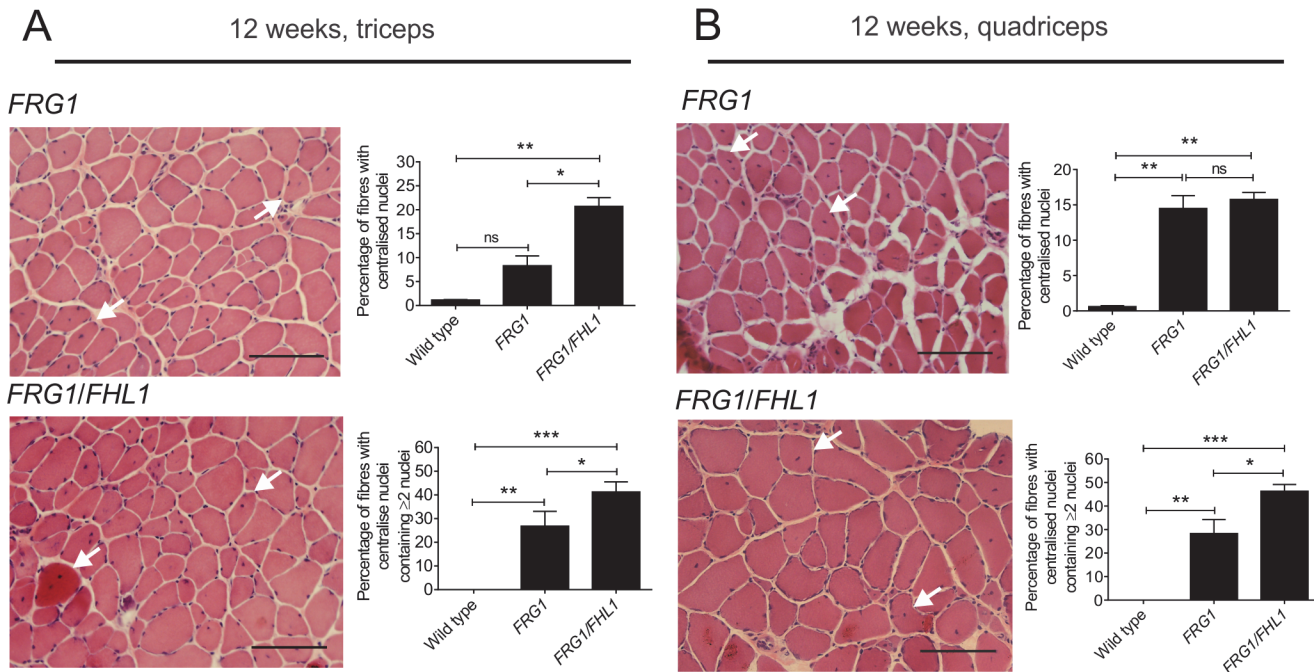 A
12 weeks, triceps
FRG1
Percentage of fibres with
centralised nuclei
30
25
20
15
10
5
0
**
*
ns
Wild type
FRG1
FRG1/FHL1
FRG1/FHL1
Percentage of fibres with
centralise nuclei
containing ≥2 nuclei
60
50
40
30
20
10
0
***
*
**
Wild type
FRG1
FRG1/FHL1
B
12 weeks, quadriceps
FRG1
Percentage of fibres with
centralised nuclei
20
15
15
5
0
**
**
ns
Wild type
FRG1
FRG1/FHL1
FRG1/FHL1
Percentage of fibres with
centralised nuclei
containing ≥2 nuclei
60
50
40
30
20
10
0
***
*
**
Wild type
FRG1
FRG1/FHL1